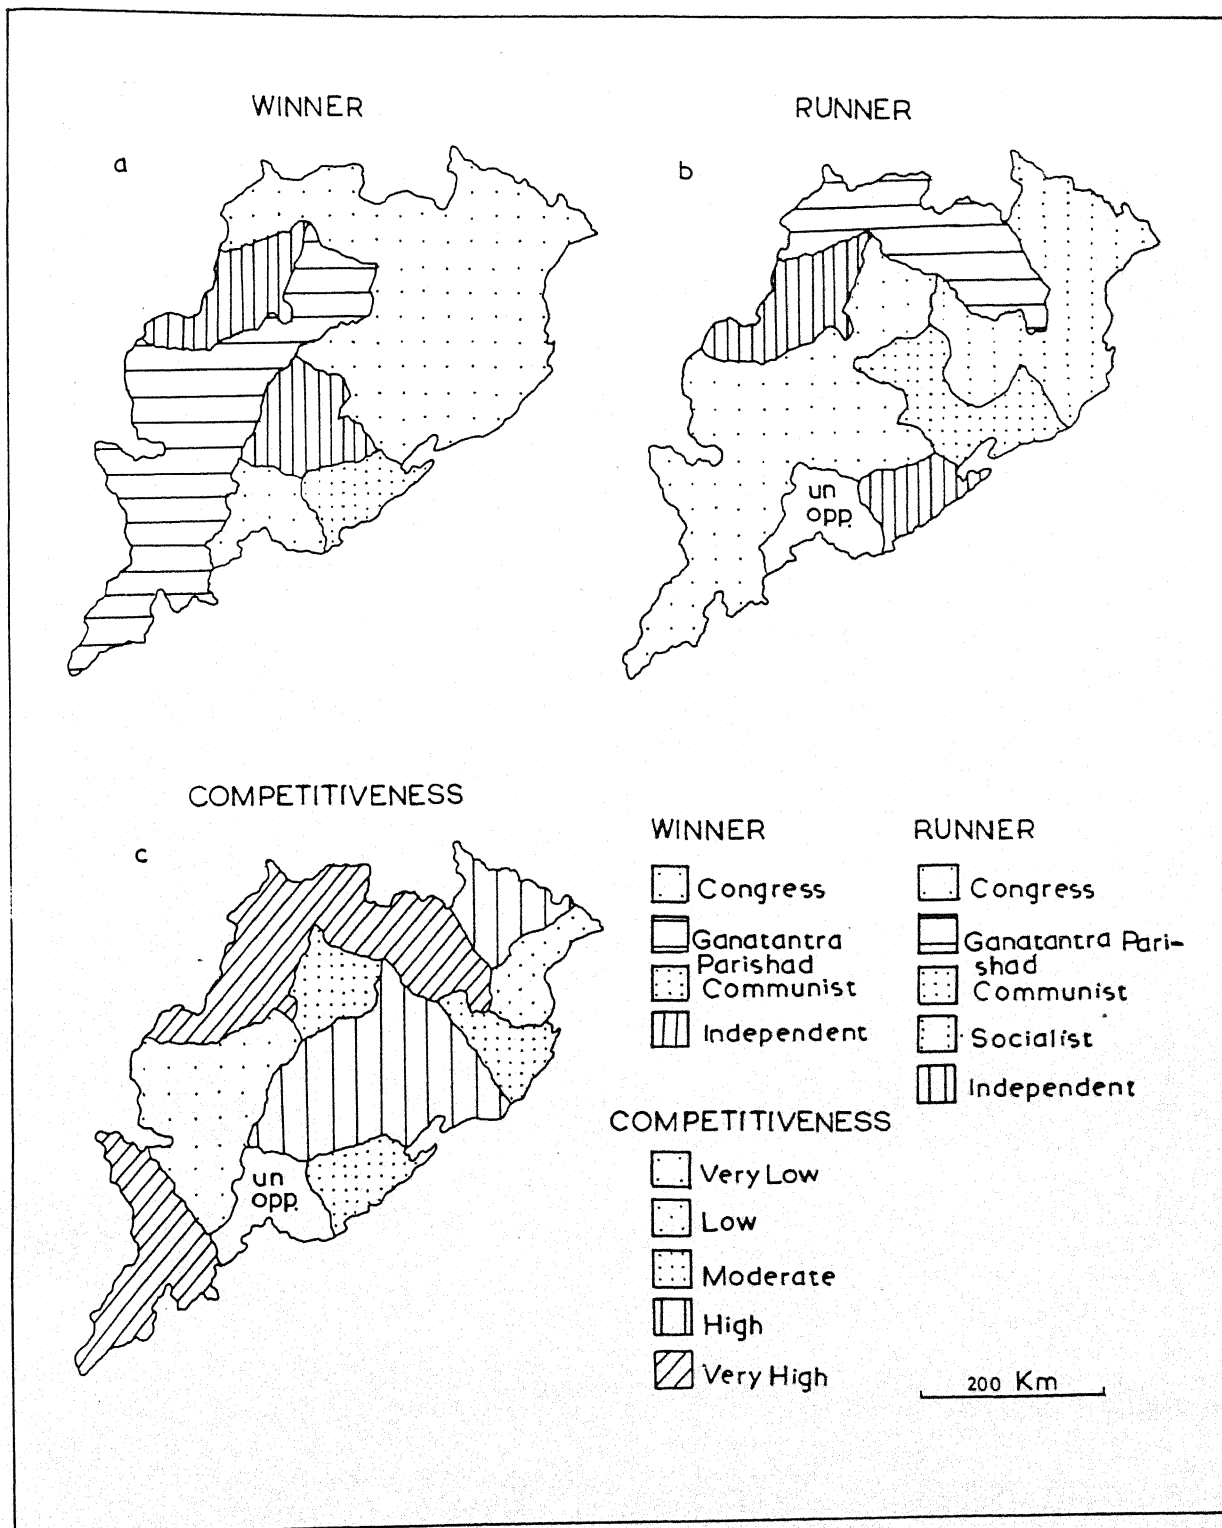 WINNER
RUNNER
a
b
un
opp.
COMPETITIVENESS
c
un
opp.
WINNER
Congress
Ganatantra
Parishad
Communist
Independent
RUNNER
Congress
Ganatantra Pari-
shad
Communist
Socialist
Independent
COMPETITIVENESS
Very Low
Low
Moderate
High
Very High
200 Km